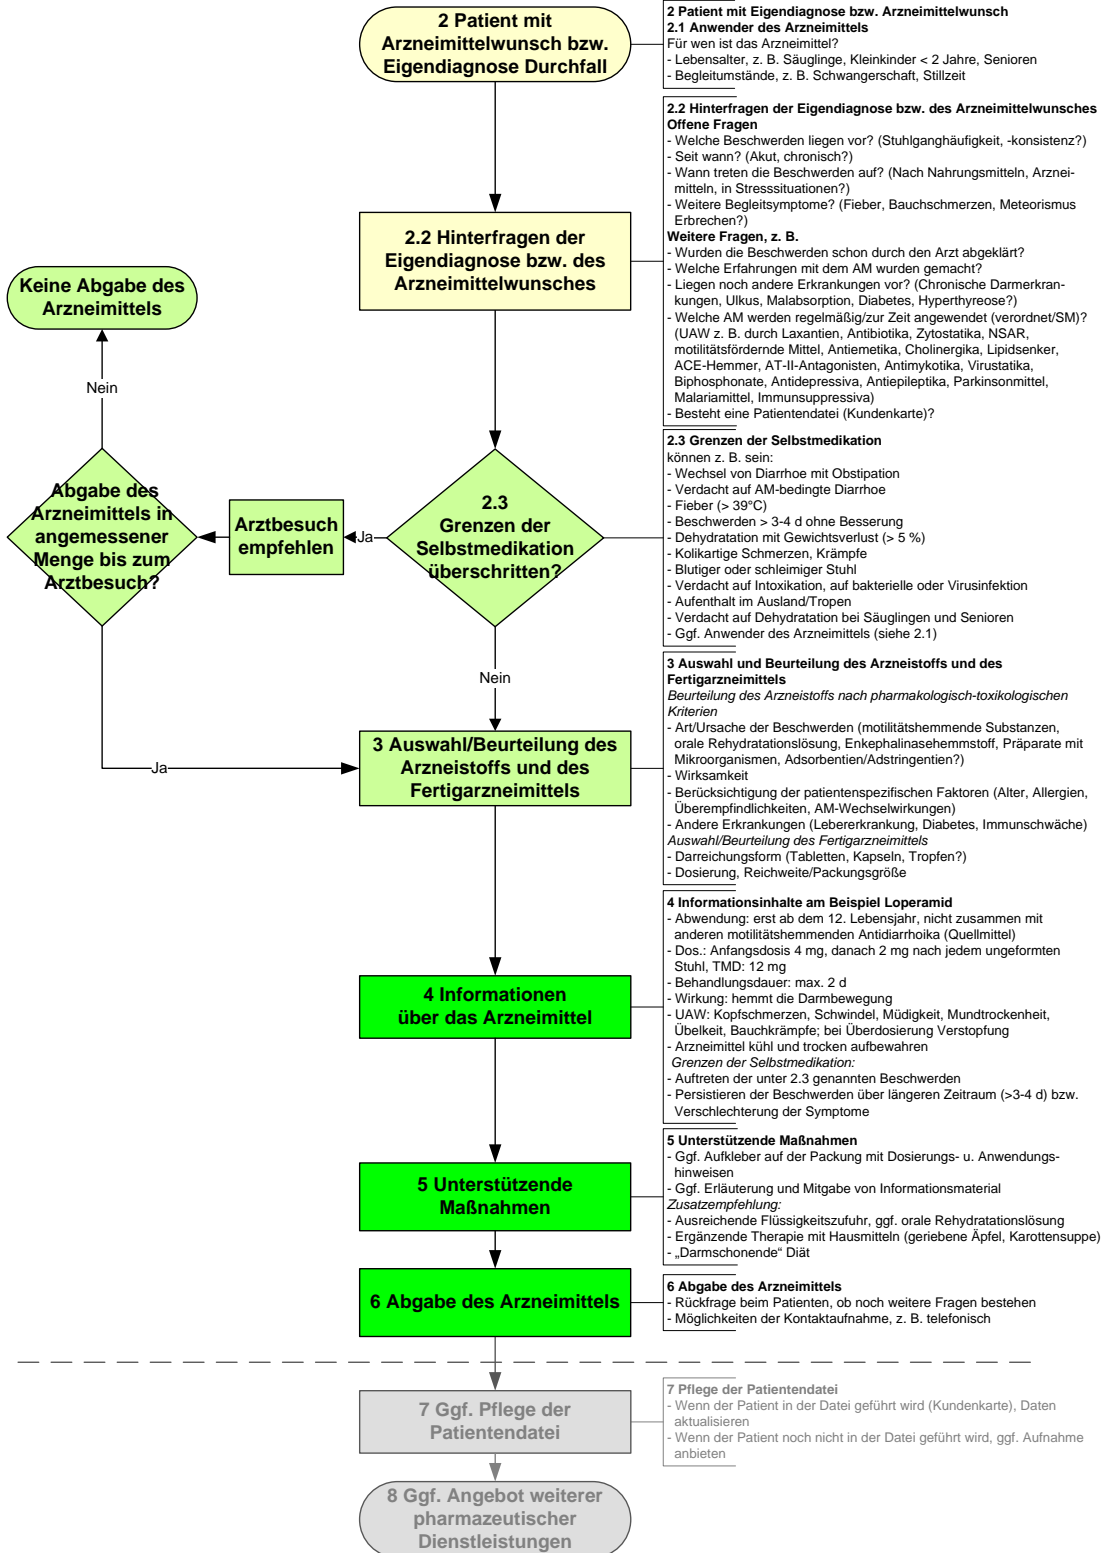 2 Patient mit
Arzneimittelwunsch bzw.
Eigendiagnose Durchfall
2 Patient mit Eigendiagnose bzw. Arzneimittelwunsch
2.1 Anwender des Arzneimittels
Für wen ist das Arzneimittel?
- Lebensalter, z. B. Säuglinge, Kleinkinder < 2 Jahre, Senioren
- Begleitumstände, z. B. Schwangerschaft, Stillzeit
2.2 Hinterfragen der
Eigendiagnose bzw. des
Arzneimittelwunsches
2.2 Hinterfragen der Eigendiagnose bzw. des Arzneimittelwunsches
Offene Fragen
- Welche Beschwerden liegen vor? (Stuhlganghäufigkeit, -konsistenz?)
- Seit wann? (Akut, chronisch?)
- Wann treten die Beschwerden auf? (Nach Nahrungsmitteln, Arznei-
mitteln, in Stresssituationen?)
- Weitere Begleitsymptome? (Fieber, Bauchschmerzen, Meteorismus
Erbrechen?)
Weitere Fragen, z. B.
- Wurden die Beschwerden schon durch den Arzt abgeklärt?
- Welche Erfahrungen mit dem AM wurden gemacht?
- Liegen noch andere Erkrankungen vor? (Chronische Darmerkran-
kungen, Ulkus, Malabsorption, Diabetes, Hyperthyreose?)
- Welche AM werden regelmäßig/zur Zeit angewendet (verordnet/SM)?
(UAW z. B. durch Laxantien, Antibiotika, Zytostatika, NSAR,
motilitätsfördernde Mittel, Antiemetika, Cholinergika, Lipidsenker,
ACE-Hemmer, AT-II-Antagonisten, Antimykotika, Virustatika,
Biphosphonate, Antidepressiva, Antiepileptika, Parkinsonmittel,
Malariamittel, Immunsuppressiva)
- Besteht eine Patientendatei (Kundenkarte)?
Keine Abgabe des
Arzneimittels
Nein
Abgabe des
Arzneimittels in
angemessener
Menge bis zum
Arztbesuch?
Arztbesuch
empfehlen
Ja
2.3
Grenzen der
Selbstmedikation
überschritten?
2.3 Grenzen der Selbstmedikation
können z. B. sein:
- Wechsel von Diarrhoe mit Obstipation
- Verdacht auf AM-bedingte Diarrhoe
- Fieber (> 39°C)
- Beschwerden > 3-4 d ohne Besserung
- Dehydratation mit Gewichtsverlust (> 5 %)
- Kolikartige Schmerzen, Krämpfe
- Blutiger oder schleimiger Stuhl
- Verdacht auf Intoxikation, auf bakterielle oder Virusinfektion
- Aufenthalt im Ausland/Tropen
- Verdacht auf Dehydratation bei Säuglingen und Senioren
- Ggf. Anwender des Arzneimittels (siehe 2.1)
Nein
Ja
3 Auswahl/Beurteilung des
Arzneistoffs und des
Fertigarzneimittels
3 Auswahl und Beurteilung des Arzneistoffs und des
Fertigarzneimittels
Beurteilung des Arzneistoffs nach pharmakologisch-toxikologischen
Kriterien
- Art/Ursache der Beschwerden (motilitätshemmende Substanzen,
orale Rehydratationslösung, Enkephalinasehemmstoff, Präparate mit
Mikroorganismen, Adsorbentien/Adstringentien?)
- Wirksamkeit
- Berücksichtigung der patientenspezifischen Faktoren (Alter, Allergien,
Überempfindlichkeiten, AM-Wechselwirkungen)
- Andere Erkrankungen (Lebererkrankung, Diabetes, Immunschwäche)
Auswahl/Beurteilung des Fertigarzneimittels
- Darreichungsform (Tabletten, Kapseln, Tropfen?)
- Dosierung, Reichweite/Packungsgröße
4 Informationen
über das Arzneimittel
4 Informationsinhalte am Beispiel Loperamid
- Abwendung: erst ab dem 12. Lebensjahr, nicht zusammen mit
anderen motilitätshemmenden Antidiarrhoika (Quellmittel)
- Dos.: Anfangsdosis 4 mg, danach 2 mg nach jedem ungeformten
Stuhl, TMD: 12 mg
- Behandlungsdauer: max. 2 d
- Wirkung: hemmt die Darmbewegung
- UAW: Kopfschmerzen, Schwindel, Müdigkeit, Mundtrockenheit,
Übelkeit, Bauchkrämpfe; bei Überdosierung Verstopfung
- Arzneimittel kühl und trocken aufbewahren
Grenzen der Selbstmedikation:
- Auftreten der unter 2.3 genannten Beschwerden
- Persistieren der Beschwerden über längeren Zeitraum (>3-4 d) bzw.
Verschlechterung der Symptome
5 Unterstützende
Maßnahmen
5 Unterstützende Maßnahmen
- Ggf. Aufkleber auf der Packung mit Dosierungs- u. Anwendungs-
hinweisen
- Ggf. Erläuterung und Mitgabe von Informationsmaterial
Zusatzempfehlung:
- Ausreichende Flüssigkeitszufuhr, ggf. orale Rehydratationslösung
- Ergänzende Therapie mit Hausmitteln (geriebene Äpfel, Karottensuppe)
- „Darmschonende“ Diät
6 Abgabe des Arzneimittels
6 Abgabe des Arzneimittels
- Rückfrage beim Patienten, ob noch weitere Fragen bestehen
- Möglichkeiten der Kontaktaufnahme, z. B. telefonisch
7 Ggf. Pflege der
Patientendatei
7 Pflege der Patientendatei
- Wenn der Patient in der Datei geführt wird (Kundenkarte), Daten
aktualisieren
- Wenn der Patient noch nicht in der Datei geführt wird, ggf. Aufnahme
anbieten
8 Ggf. Angebot weiterer
pharmazeutischer
Dienstleistungen